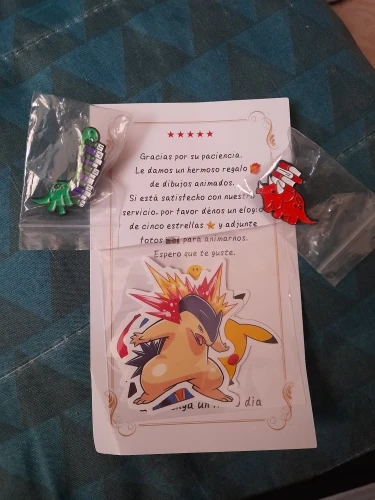 ★★★★★
Gracias por su paciencia.
Le damos un hermoso regalo
de dibujos animados.
Si está satisfecho con nuestro
servicio, por favor dénos un elogio
de cinco estrellas ⭐ y adjunte
fotos para animarnos.
Espero que te guste.
un día